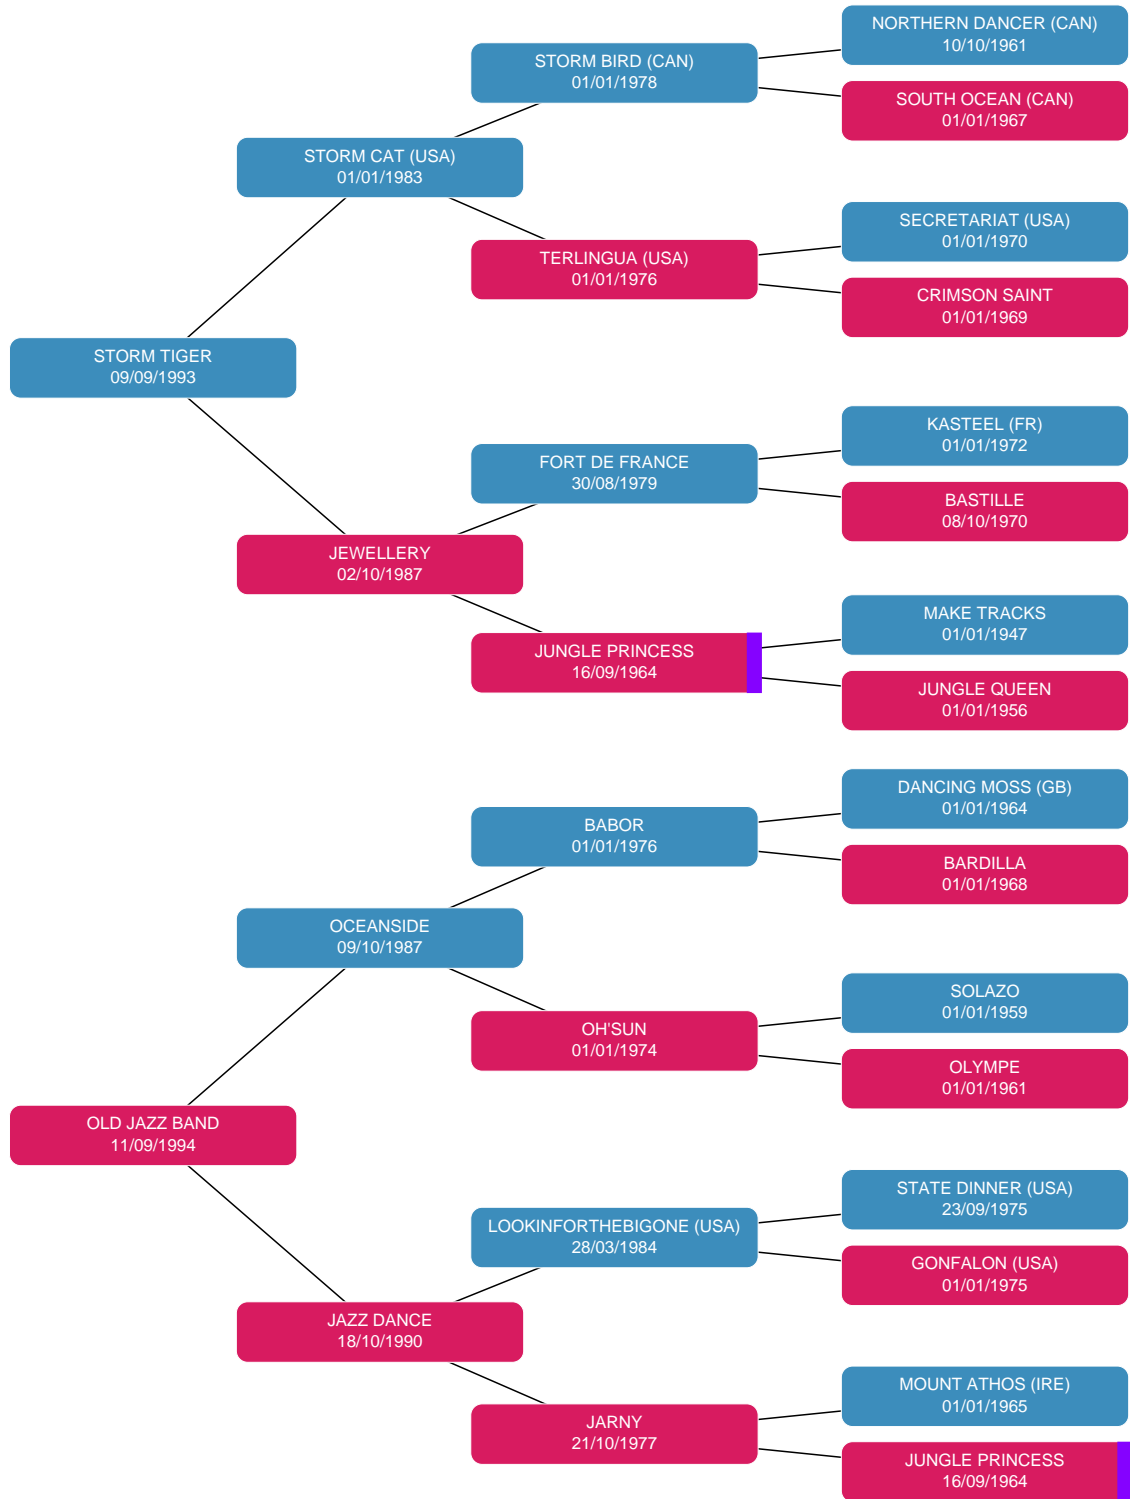 NORTHERN DANCER (CAN)
10/10/1961
STORM BIRD (CAN)
01/01/1978
SOUTH OCEAN (CAN)
01/01/1967
STORM CAT (USA)
01/01/1983
SECRETARIAT (USA)
01/01/1970
TERLINGUA (USA)
01/01/1976
CRIMSON SAINT
01/01/1969
STORM TIGER
09/09/1993
KASTEEL (FR)
01/01/1972
FORT DE FRANCE
30/08/1979
BASTILLE
08/10/1970
JEWELLERY
02/10/1987
MAKE TRACKS
01/01/1947
JUNGLE PRINCESS
16/09/1964
JUNGLE QUEEN
01/01/1956
DANCING MOSS (GB)
01/01/1964
BABOR
01/01/1976
BARDILLA
01/01/1968
OCEANSIDE
09/10/1987
SOLAZO
01/01/1959
OH'SUN
01/01/1974
OLYMPE
01/01/1961
OLD JAZZ BAND
11/09/1994
STATE DINNER (USA)
23/09/1975
LOOKINFORTHEBIGONE (USA)
28/03/1984
GONFALON (USA)
01/01/1975
JAZZ DANCE
18/10/1990
MOUNT ATHOS (IRE)
01/01/1965
JARNY
21/10/1977
JUNGLE PRINCESS
16/09/1964